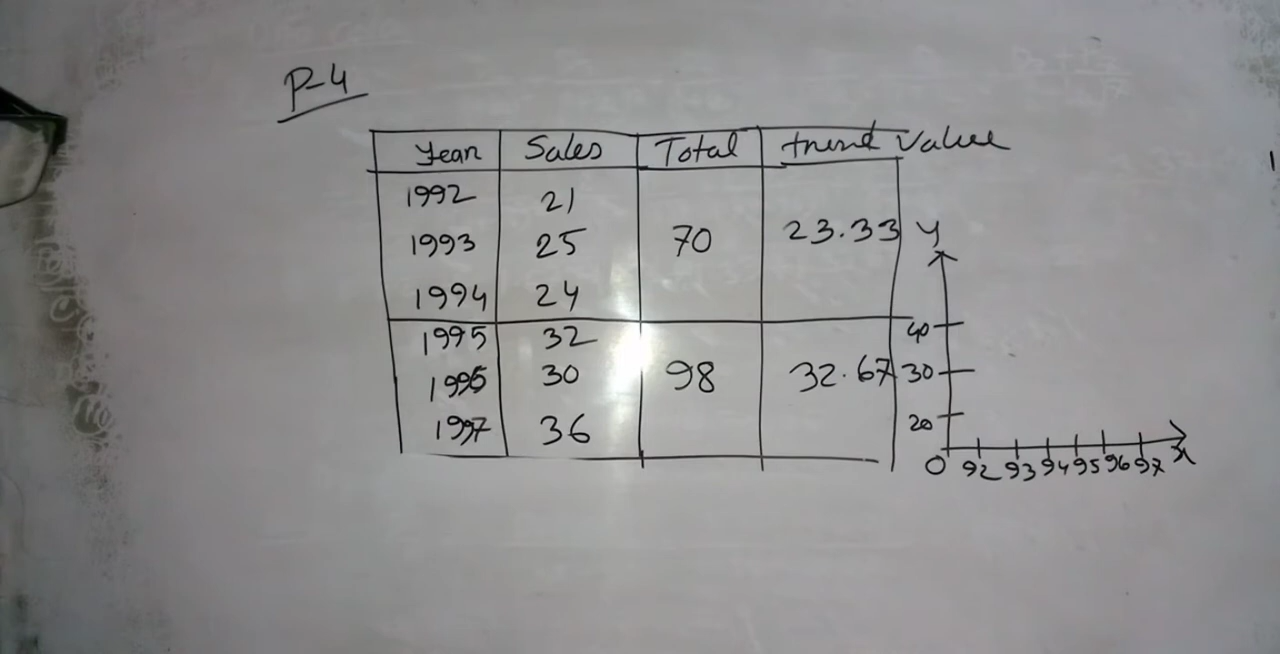 P-4
Year Sales Total trend Value
1992 21
1993 25 70 23.33
1994 24
1995 32
1996 30 98 32.67
1997 36
y
40
30
20
0 92 93 94 95 96 97 x